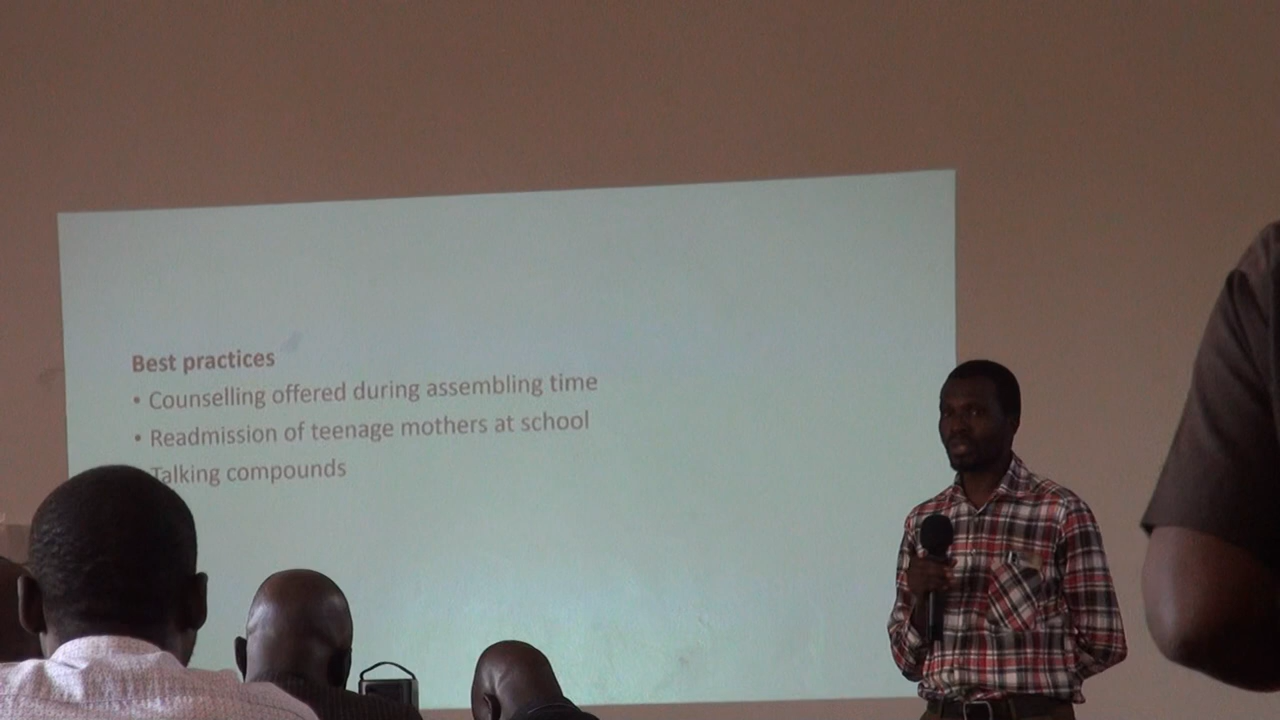 Best practices
• Counselling offered during assembling time
• Readmission of teenage mothers at school
Talking compounds